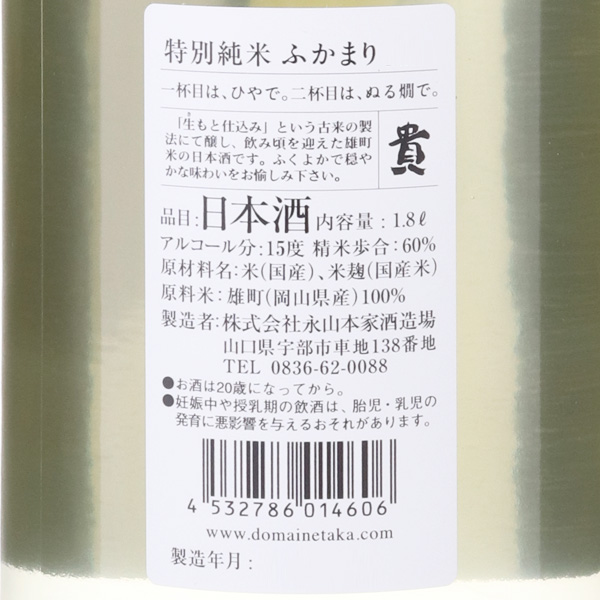 特別純米 ふかまり
一杯目は、ひやで。二杯目は、ぬる燗で。
「生もと仕込み」という古来の製
法にて醸し、飲み頃を迎えた雄町
米の日本酒です。ふくよかで穏や
かな味わいをお愉しみ下さい。
貴
品目:日本酒 内容量:1.8ℓ
アルコール分:15度 精米歩合:60%
原材料名:米(国産)、米麹(国産米)
原料米:雄町(岡山県産)100%
製造者:株式会社永山本家酒造場
山口県宇部市車地138番地
TEL 0836-62-0088
●お酒は20歳になってから。
●妊娠中や授乳期の飲酒は、胎児・乳児の
発育に悪影響を与えるおそれがあります。
4 532786 014606
www.domainetaka.com
製造年月: